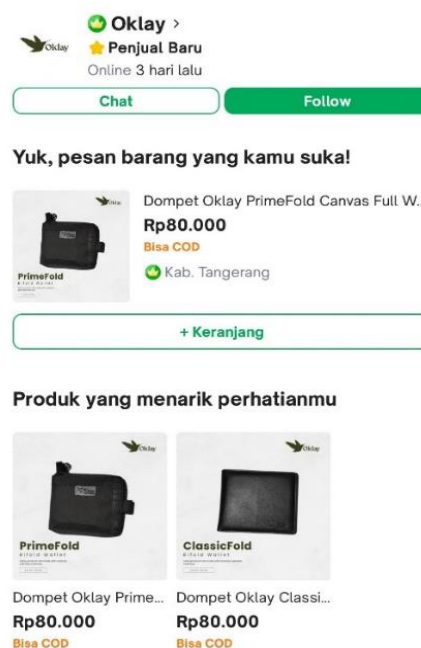 Oklay
Oklay >
Penjual Baru
Online 3 hari lalu
Chat
Follow
Yuk, pesan barang yang kamu suka!
Oklay
PrimeFold
Bifold Wallet
Dompet Oklay PrimeFold Canvas Full W..
Rp80.000
Bisa COD
Kab. Tangerang
+ Keranjang
Produk yang menarik perhatianmu
Oklay
PrimeFold
Bifold Wallet
Dompet Oklay Prime...
Rp80.000
Bisa COD
Oklay
ClassicFold
Bifold Wallet
Dompet Oklay Classi...
Rp80.000
Bisa COD